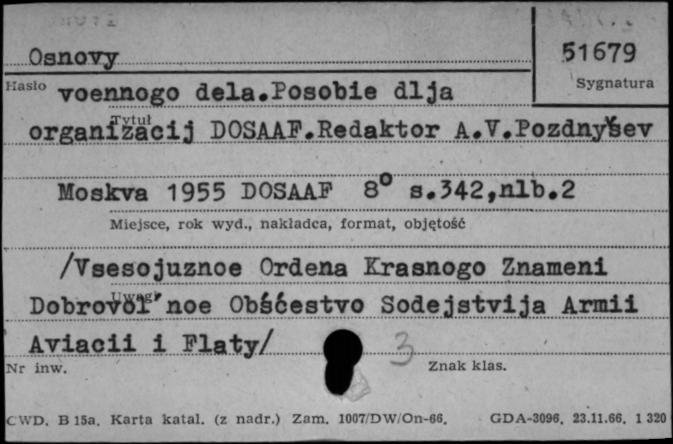 Osnovy 51679
Hasło Sygnatura
voennogo dela.Posobie dlja
Tytuł
organizacij DOSAAF.Redaktor A.V.Pozdnyšev
Moskva 1955 DOSAAF 8° s.342,nlb.2
Miejsce, rok wyd., nakładca, format, objętość
/Vsesojuznoe Ordena Krasnogo Znameni
Uwagi
Dobrovol'noe Obśćestvo Sodejstvija Armii
Aviacii i Flaty/ 3
Nr inw. Znak klas.
CWD. B 15a. Karta katal. (z nadr.) Zam. 1007/DW/On-66. GDA-3096. 23.11.66. 1 320